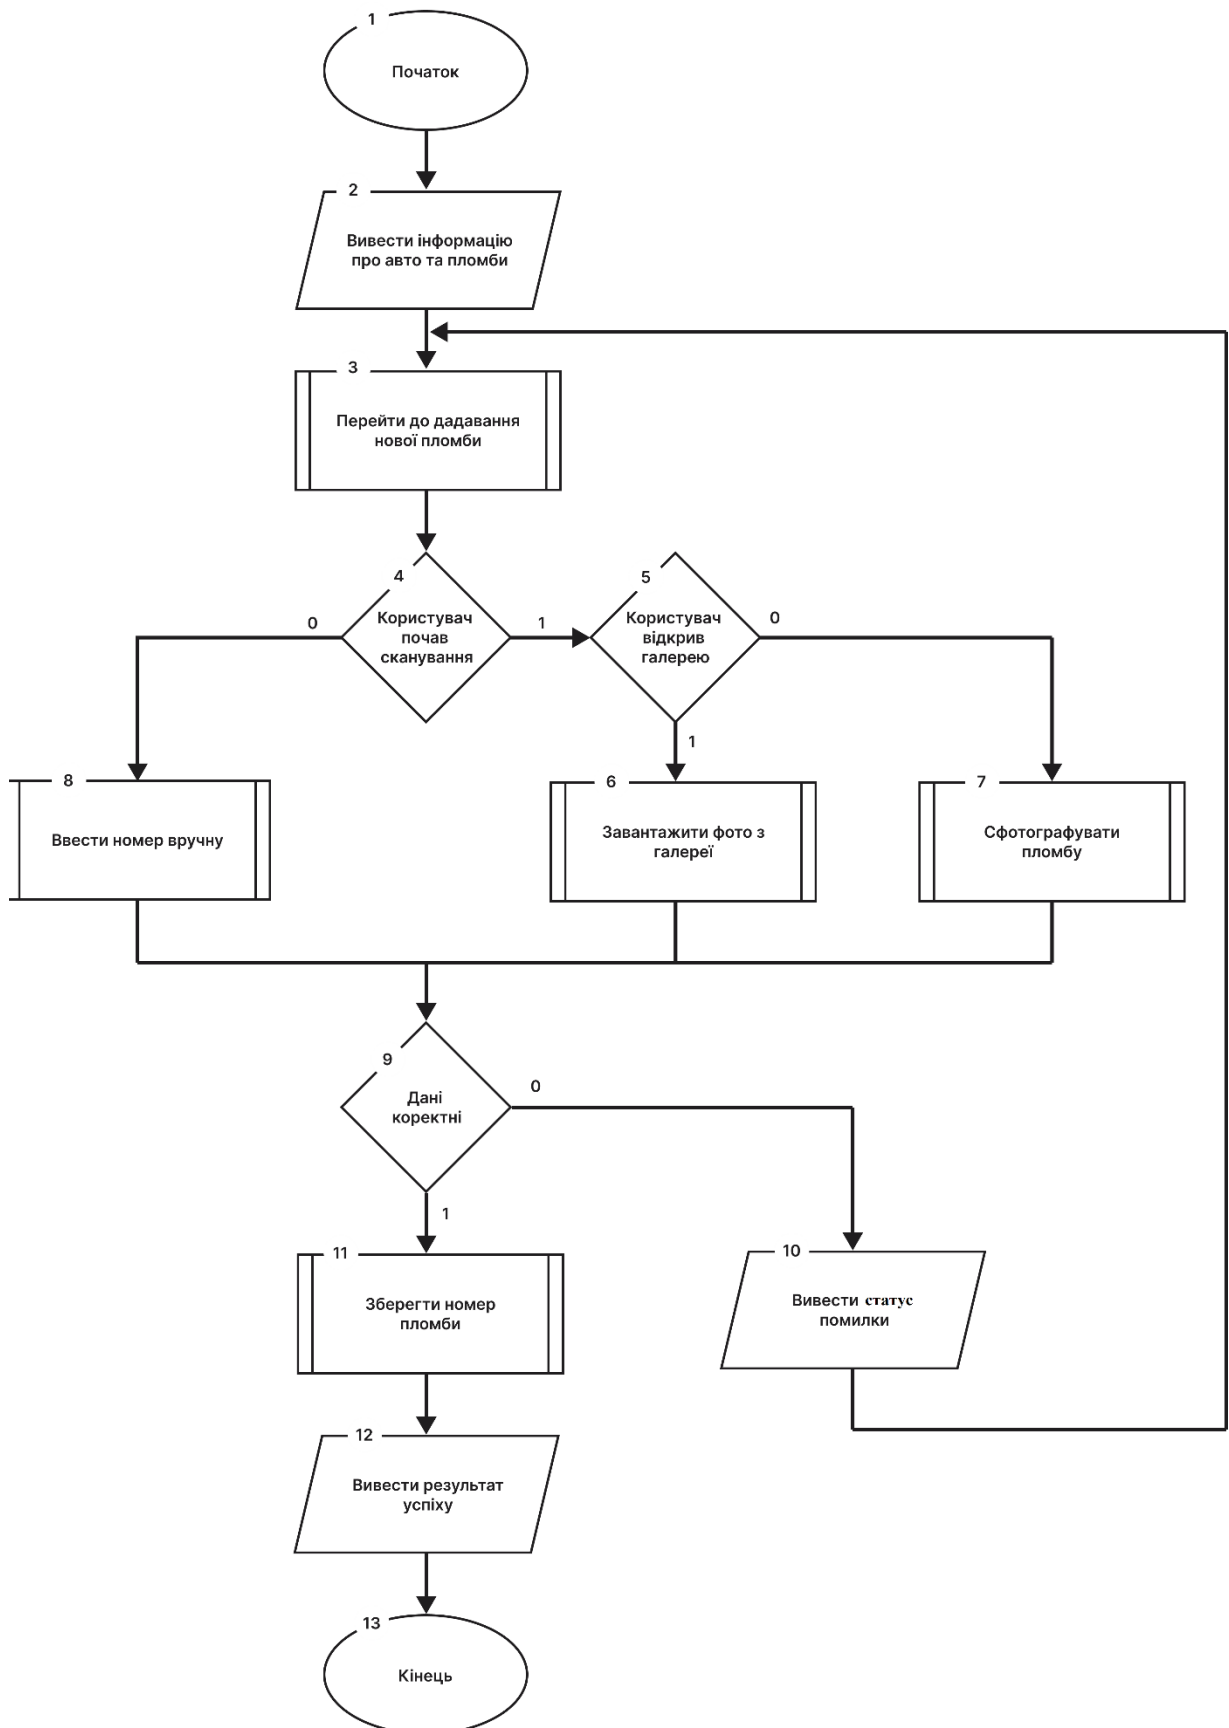 1
Початок
2
Вивести інформацію
про авто та пломби
3
Перейти до дадавання
нової пломби
4
Користувач
почав
сканування
0
1
5
Користувач
відкрив
галерею
0
1
8
Ввести номер вручну
6
Завантажити фото з
галереї
7
Сфотографувати
пломбу
9
Дані
коректні
0
1
11
Зберегти номер
пломби
10
Вивести статус
помилки
12
Вивести результат
успіху
13
Кінець